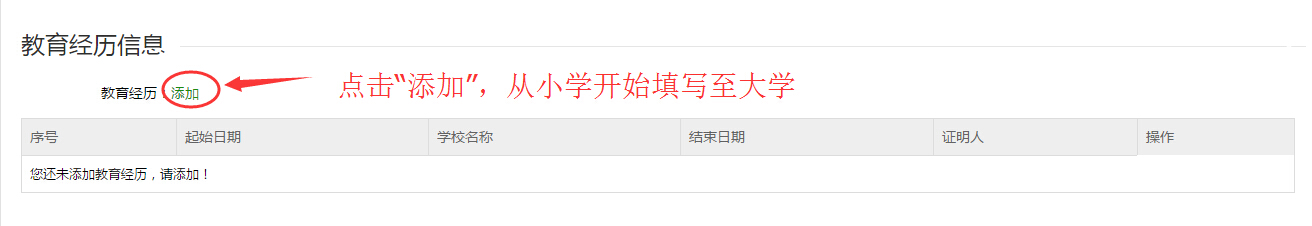 教育经历信息
教育经历：添加
点击“添加”，从小学开始填写至大学
序号 起始日期 学校名称 结束日期 证明人 操作
您还未添加教育经历，请添加！